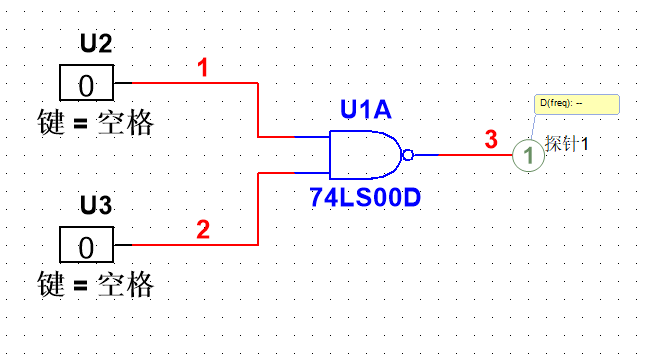 U2
0
键 = 空格
1
U1A
74LS00D
D(freq): --
3
1
探针1
U3
0
键 = 空格
2